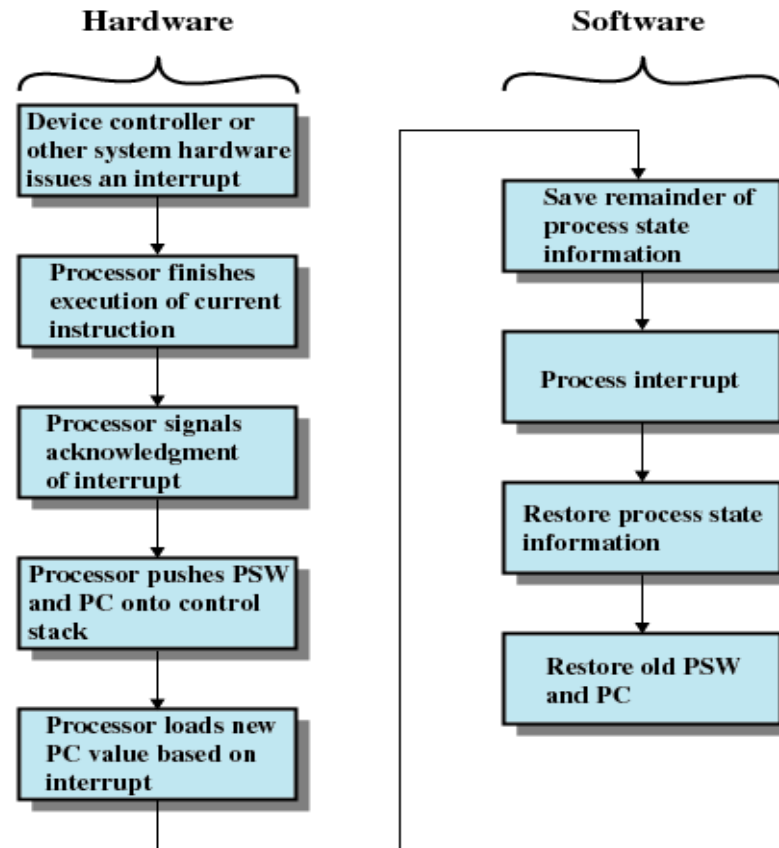 Hardware
Device controller or
other system hardware
issues an interrupt
Processor finishes
execution of current
instruction
Processor signals
acknowledgment
of interrupt
Processor pushes PSW
and PC onto control
stack
Processor loads new
PC value based on
interrupt
Software
Save remainder of
process state
information
Process interrupt
Restore process state
information
Restore old PSW
and PC